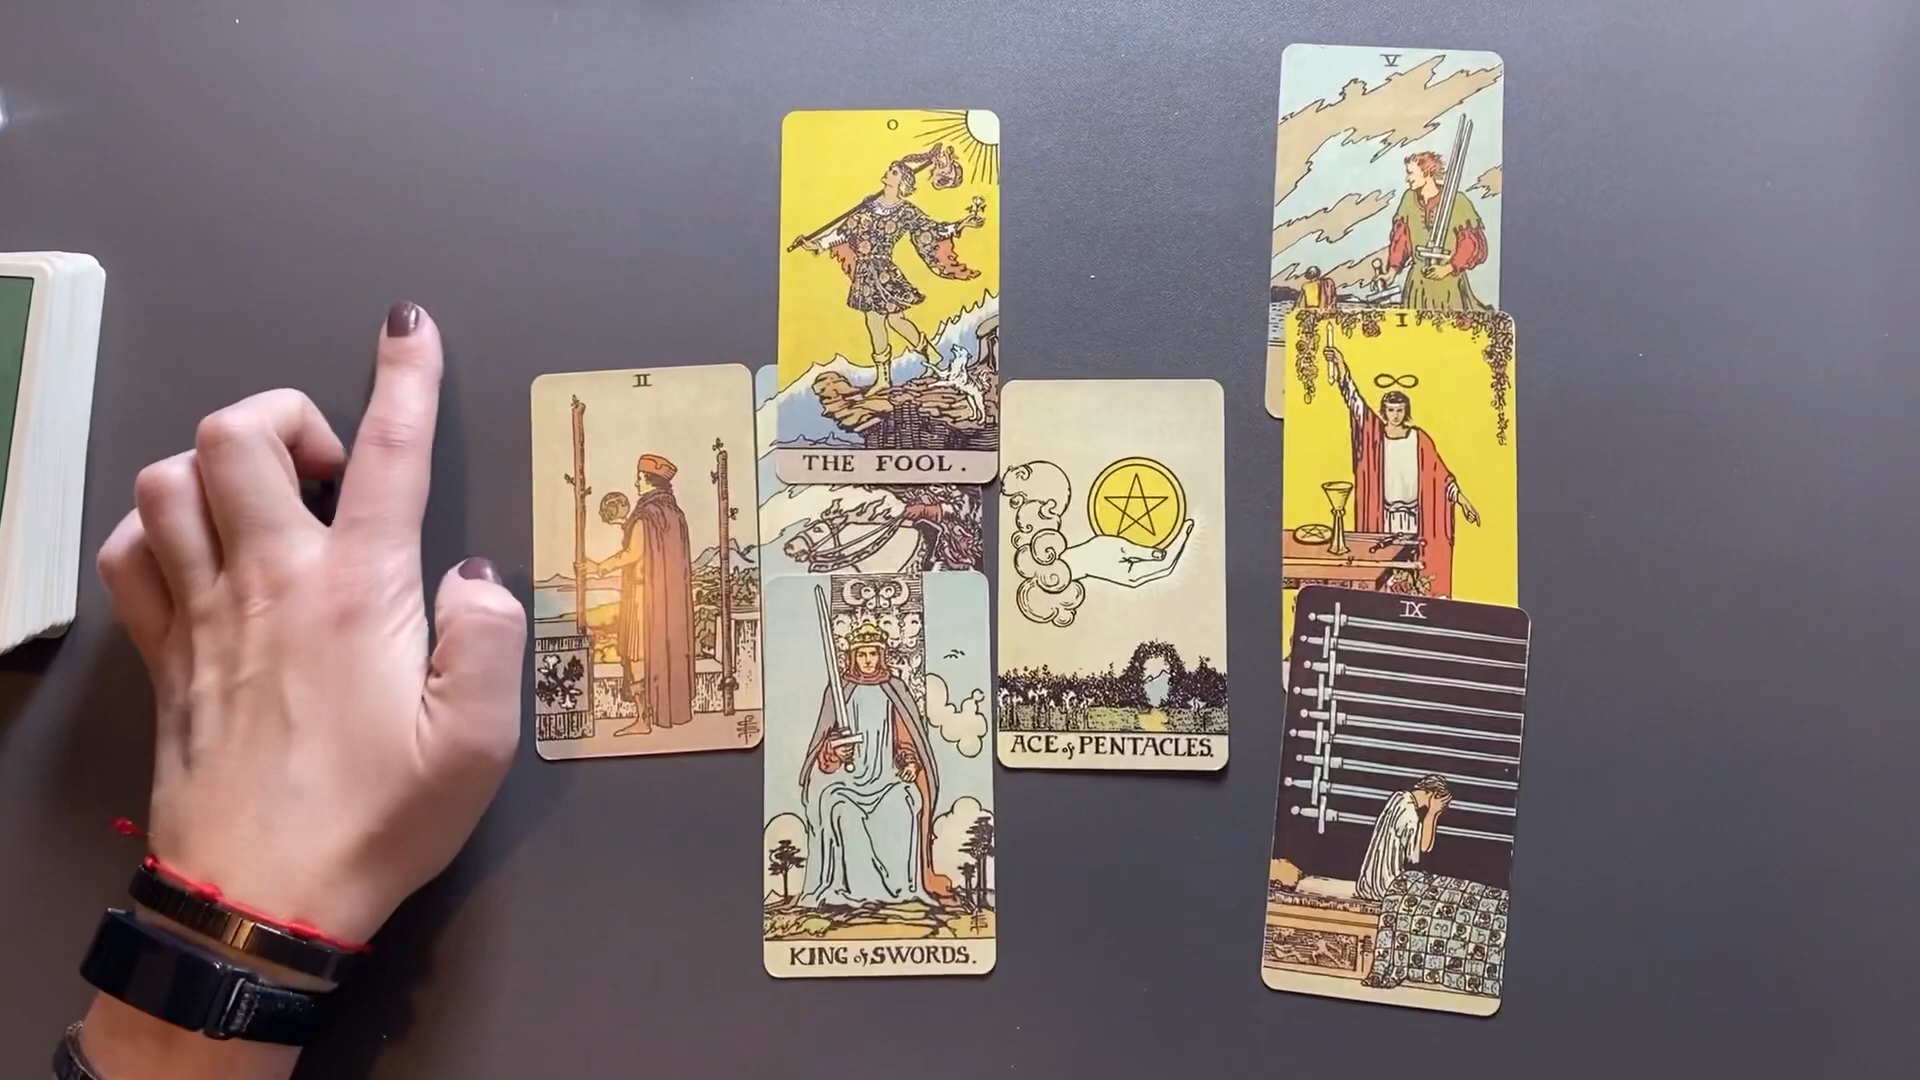 V
0
THE FOOL.
I
II
ACE of PENTACLES.
IX
KING of SWORDS.